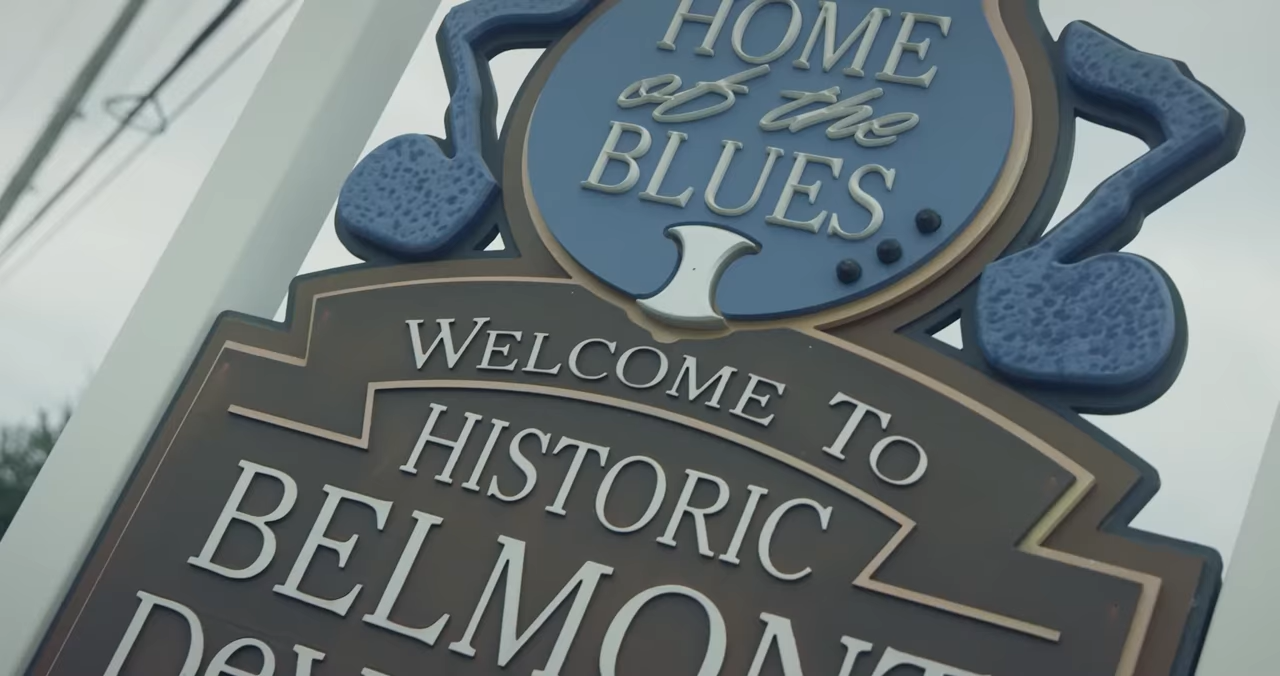 HOME
of the
BLUES
WELCOME TO
HISTORIC
BELMONT